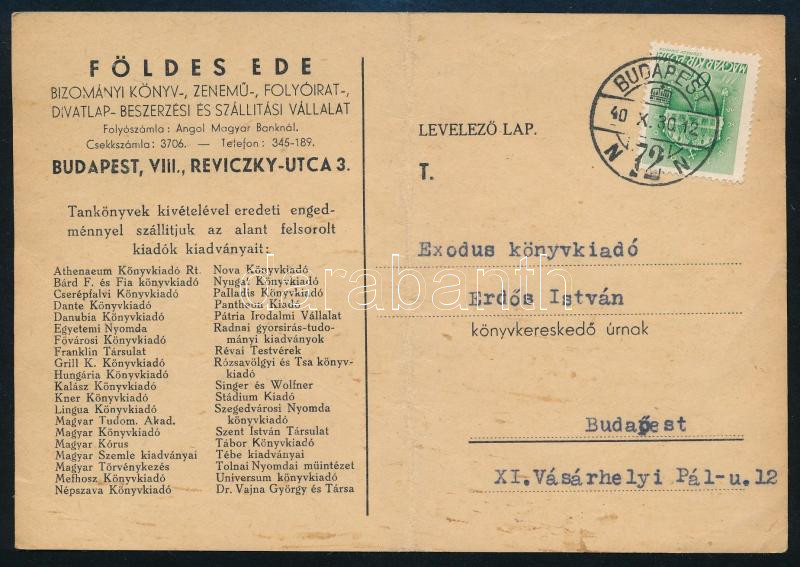 FÖLDES EDE
BIZOMÁNYI KÖNYV-, ZENEMŰ-, FOLYÓIRAT-,
DIVATLAP- BESZERZÉSI ÉS SZÁLLITÁSI VÁLLALAT
Folyószámla: Angol Magyar Banknál.
Csekkszámla: 3706. — Tetefon: 345-189.
BUDAPEST, VIII., REVICZKY-UTCA 3.
Tankönyvek kivételével eredeti enged-
ménnyel szállitjuk az alant felsorolt
kiadók kiadványait:
Athenaeum Könyvkiadó Rt.
Bárd F. és Fia könyvkiadó
Cserépfalvi Könyvkiadó
Dante Könyvkiadó
Danubia Könyvkiadó
Egyetemi Nyomda
Fővárosi Könyvkiadó
Franklin Társulat
Grill K. Könyvkiadó
Hungária Könyvkiadó
Kalász Könyvkiadó
Kner Könyvkiadó
Lingua Könyvkiadó
Magyar Tudom. Akad.
Magyar Könyvkiadó
Magyar Kórus
Magyar Szemle kiadványai
Magyar Törvénykezés
Mefhosz Könyvkiadó
Népszava Könyvkiadó
Nova Könyvkiadó
Nyugat Könyvkiadó
Palladis Könyvkiadó
Pantheon Kiadó
Pátria Irodalmi Vállalat
Radnai gyorsirás-tudo-
mányi kiadványok
Révai Testvérek
Rózsavölgyi és Tsa könyv-
kiadó
Singer és Wolfner
Stádium Kiadó
Szegedvárosi Nyomda
könyvkiadó
Szent István Társulat
Tábor Könyvkiadó
Tébe kiadványai
Tolnai Nyomdai müintézet
Universum könyvkiadó
Dr. Vajna György és Társa
LEVELEZŐ LAP.
T.
Exodus könyvkiadó
Erdős István
könyvkereskedő úrnak
Budapest
XI.Vásárhelyi Pál-u.12
BUDAPEST
40 X. 30. 12
N 72 N
MAGYAR KIR. POSTA
darabanth